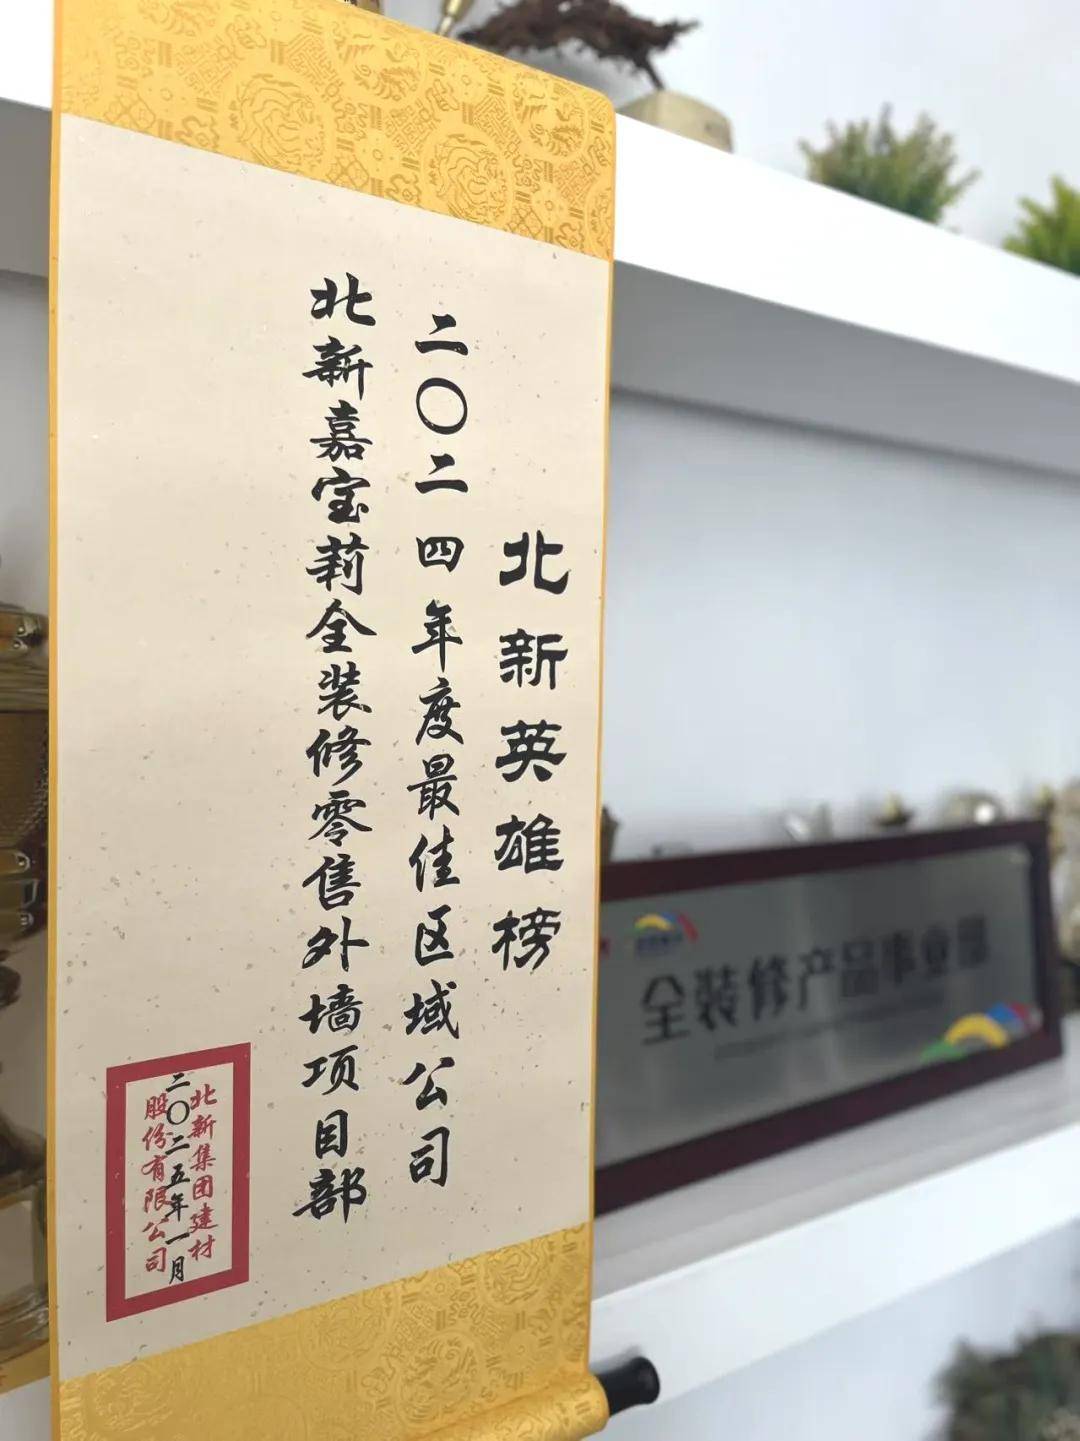 北新英雄榜
二〇二四年度最佳区域公司
北新嘉宝莉全装修零售外墙项目部
北新集团建材
股份有限公司
二〇二五年一月
全装修产品事业部